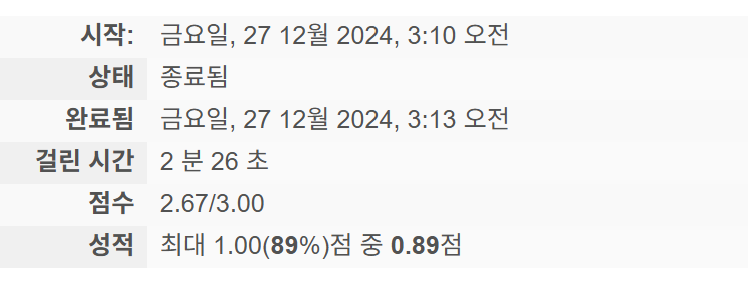 시작: 금요일, 27 12월 2024, 3:10 오전
상태 종료됨
완료됨 금요일, 27 12월 2024, 3:13 오전
걸린 시간 2 분 26 초
점수 2.67/3.00
성적 최대 1.00(89%)점 중 0.89점